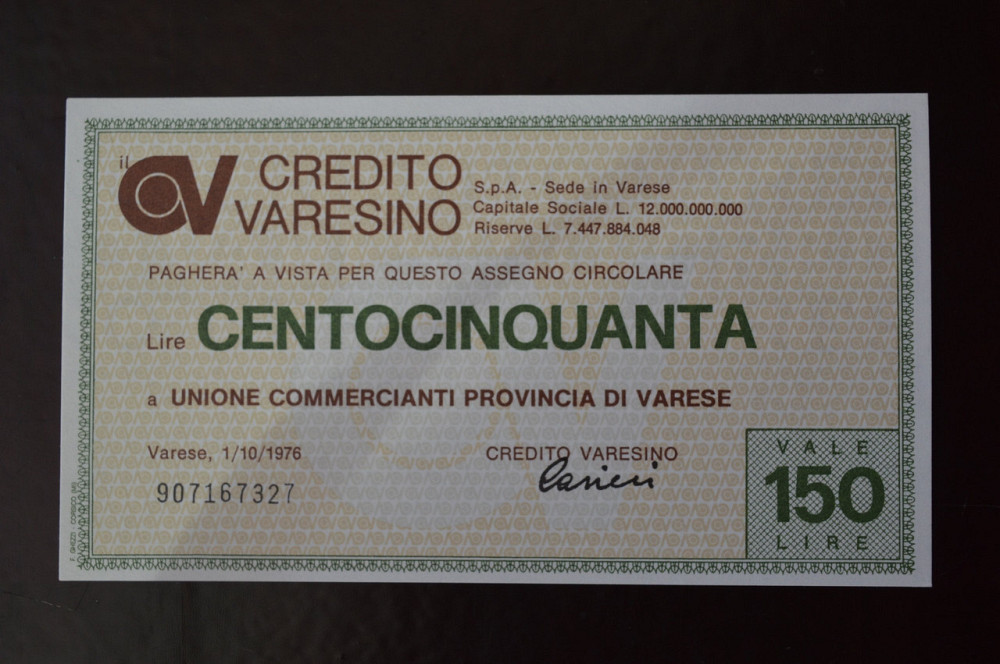 il CV CREDITO VARESINO
S.p.A. - Sede in Varese
Capitale Sociale L. 12.000.000.000
Riserve L. 7.447.884.048
PAGHERA' A VISTA PER QUESTO ASSEGNO CIRCOLARE
Lire CENTOCINQUANTA
a UNIONE COMMERCIANTI PROVINCIA DI VARESE
Varese, 1/10/1976
CREDITO VARESINO
907167327
VALE
150
LIRE